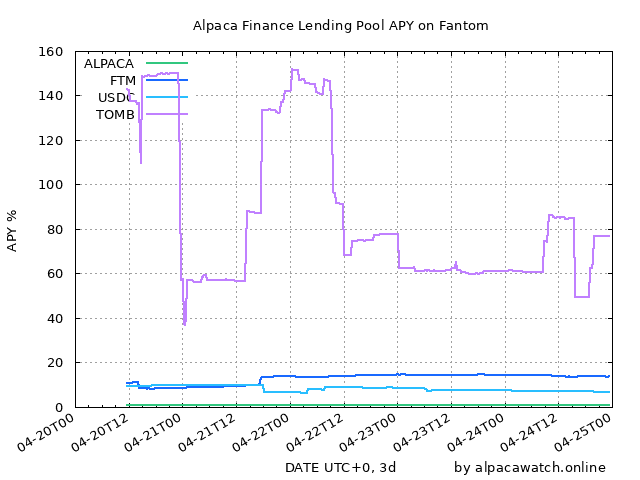 Alpaca Finance Lending Pool APY on Fantom
160
140
120
100
80
60
40
20
0
APY %
ALPACA
FTM
USDC
TOMB
04-20T00
04-20T12
04-21T00
04-21T12
04-22T00
04-22T12
04-23T00
04-23T12
04-24T00
04-24T12
04-25T00
DATE UTC+0, 3d
by alpacawatch.online